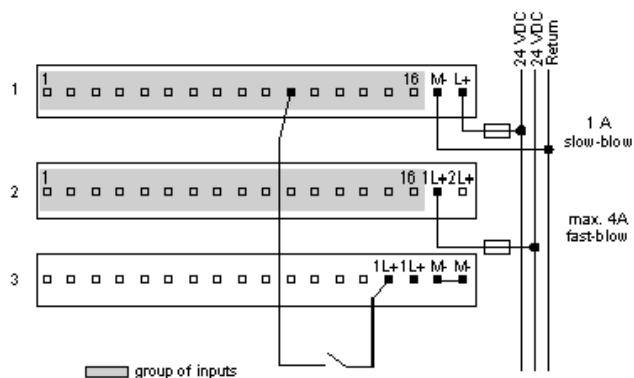 24 VDC
24 VDC
Return
1
1 16 M- L+
1 A
slow-blow
2
1 16 1L+ 2L+
max. 4A
fast-blow
3
1L+ 1L+ M- M-
group of inputs